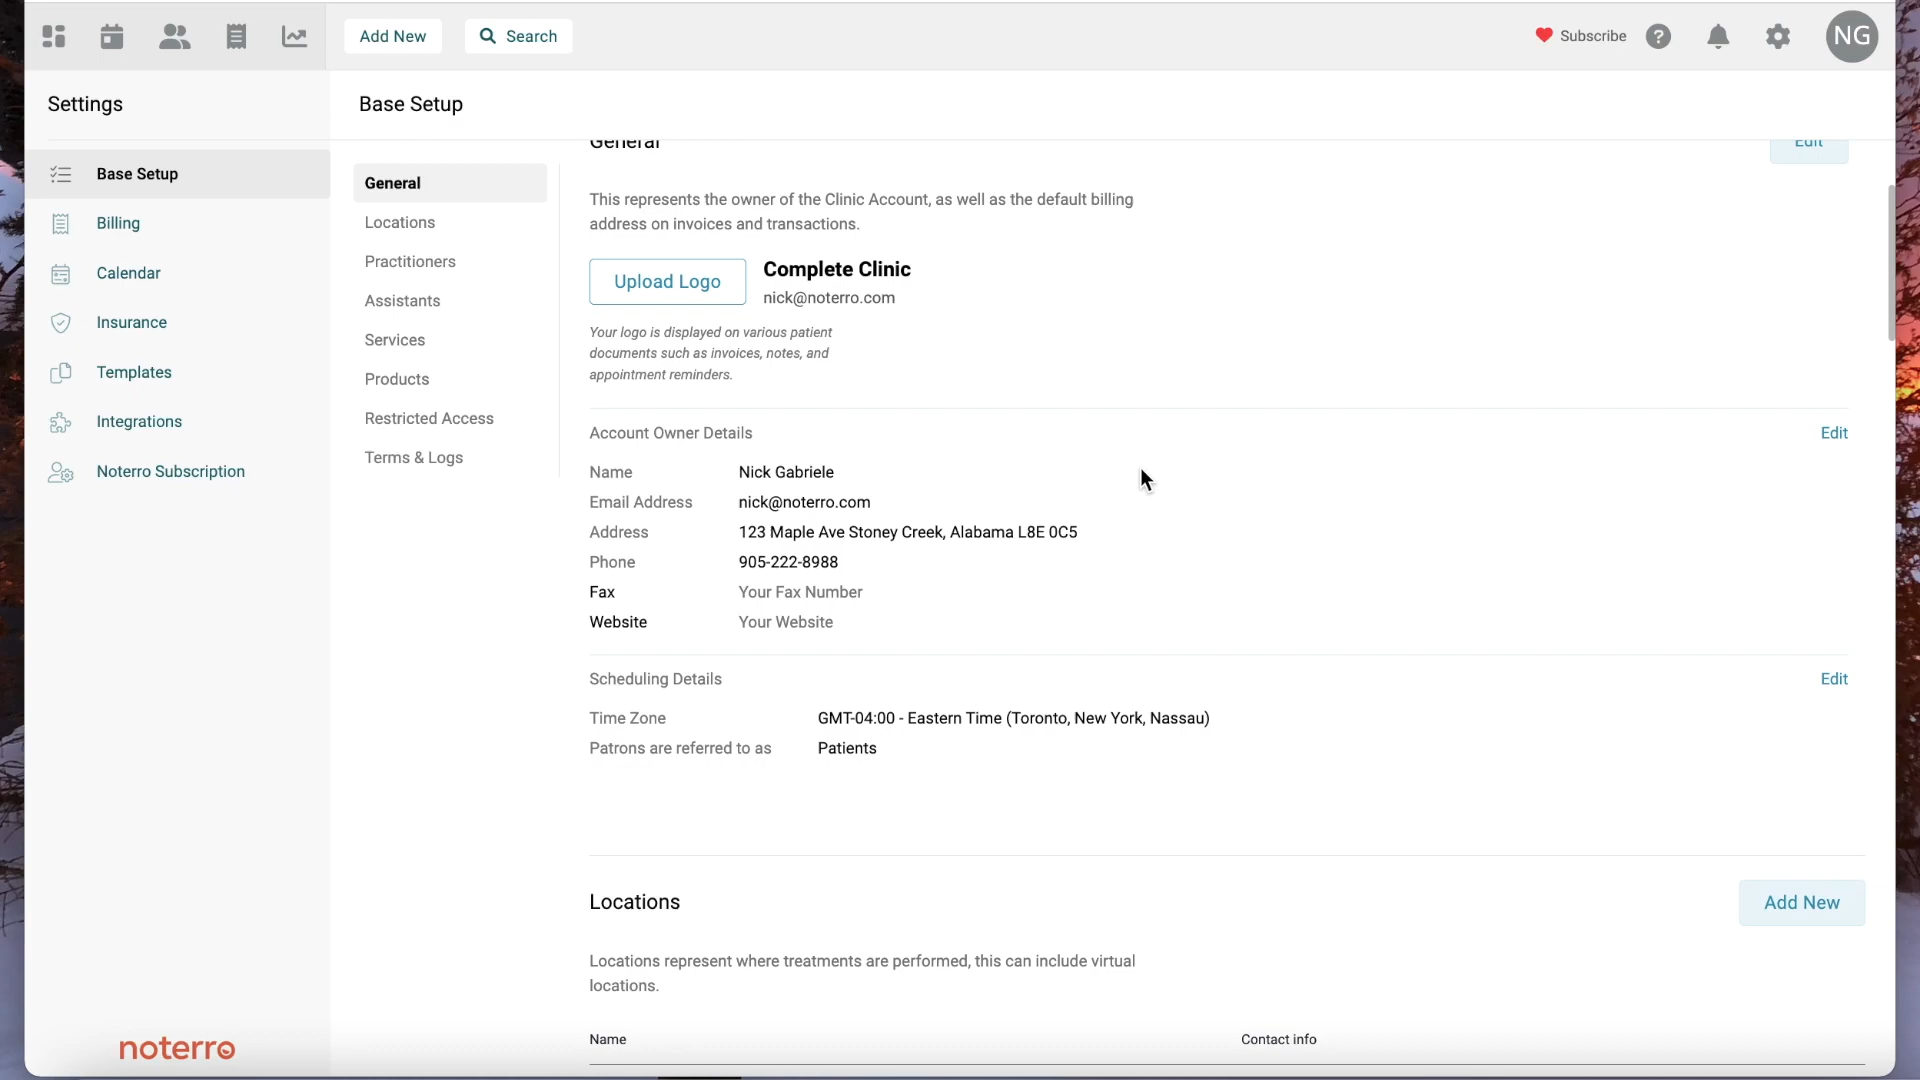 Add New
Search
Subscribe
?
NG
Settings
Base Setup
Base Setup
Billing
Calendar
Insurance
Templates
Integrations
Noterro Subscription
noterro
General
Locations
Practitioners
Assistants
Services
Products
Restricted Access
Terms & Logs
General
Edit
This represents the owner of the Clinic Account, as well as the default billing
address on invoices and transactions.
Upload Logo
Complete Clinic
nick@noterro.com
Your logo is displayed on various patient
documents such as invoices, notes, and
appointment reminders.
Account Owner Details Edit
Name Nick Gabriele
Email Address nick@noterro.com
Address 123 Maple Ave Stoney Creek, Alabama L8E 0C5
Phone 905-222-8988
Fax Your Fax Number
Website Your Website
Scheduling Details Edit
Time Zone GMT-04:00 - Eastern Time (Toronto, New York, Nassau)
Patrons are referred to as Patients
Locations Add New
Locations represent where treatments are performed, this can include virtual
locations.
Name Contact info